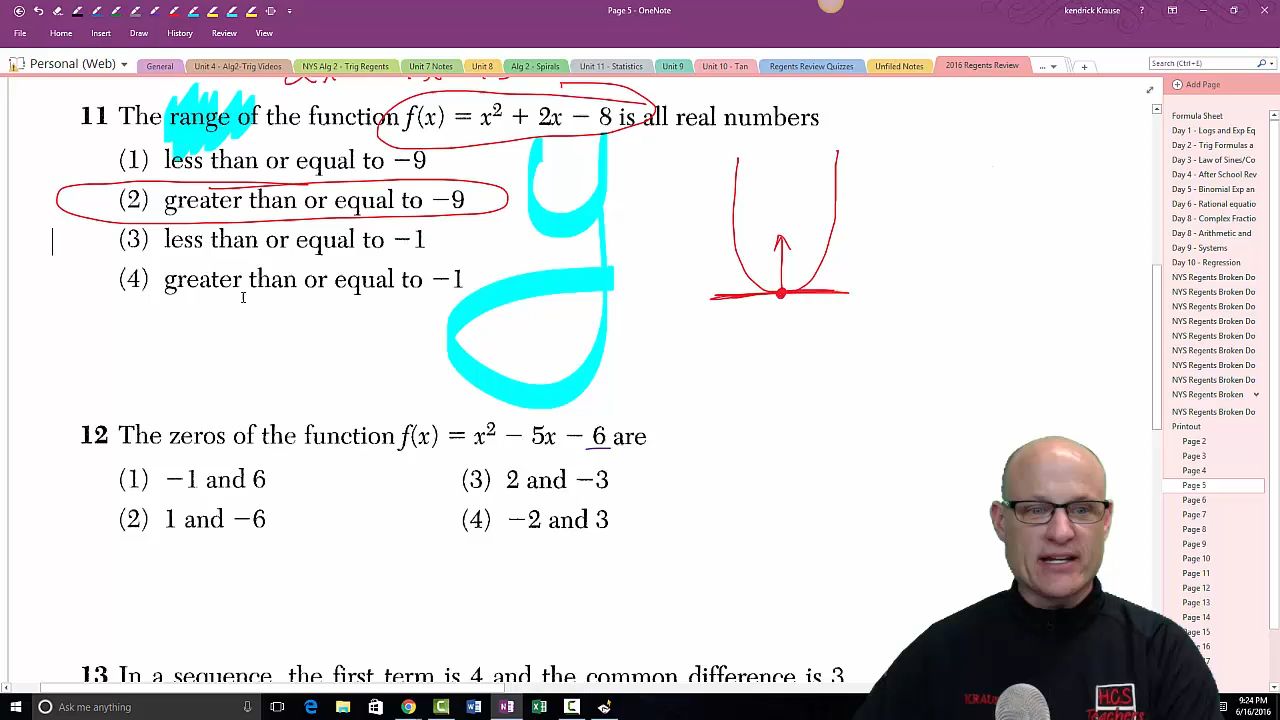 Page 5 - OneNote
kendrick Krause
File Home Insert Draw History Review View
Personal (Web)
General
Unit 4 - Alg2-Trig Videos
NYS Alg 2 - Trig Regents
Unit 7 Notes
Unit 8
Alg 2 - Spirals
Unit 11 - Statistics
Unit 9
Unit 10 - Tan
Regents Review Quizzes
Unfiled Notes
2016 Regents Review
Search (Ctrl+E)
Add Page
11 The range of the function f(x) = x² + 2x − 8 is all real numbers
(1) less than or equal to −9
(2) greater than or equal to −9
(3) less than or equal to −1
(4) greater than or equal to −1
y
12 The zeros of the function f(x) = x² − 5x − 6 are
(1) −1 and 6 (3) 2 and −3
(2) 1 and −6 (4) −2 and 3
13 In a sequence, the first term is 4 and the common difference is 3
Formula Sheet
Day 1 - Logs and Exp Eq
Day 2 - Trig Formulas a
Day 3 - Law of Sines/Co
Day 4 - After School Rev
Day 5 - Binomial Exp an
Day 6 - Rational equatio
Day 8 - Complex Fractio
Day 8 - Arithmetic and
Day 9 - Systems
Day 10 - Regression
NYS Regents Broken Do
NYS Regents Broken Do
NYS Regents Broken Do
NYS Regents Broken Do
NYS Regents Broken Do
NYS Regents Broken Do
NYS Regents Broken Do
NYS Regents Broken Do
NYS Regents Broken
NYS Regents Broken Do
Printout
Page 2
Page 3
Page 4
Page 5
Page 6
Page 7
Page 8
Page 9
Page 10
Page 11
Page 12
Page 13
Page 14
Page 15
Page 16
Page 17
KRAUS
HCS
Teachers
Ask me anything
9:24 PM
6/16/2016